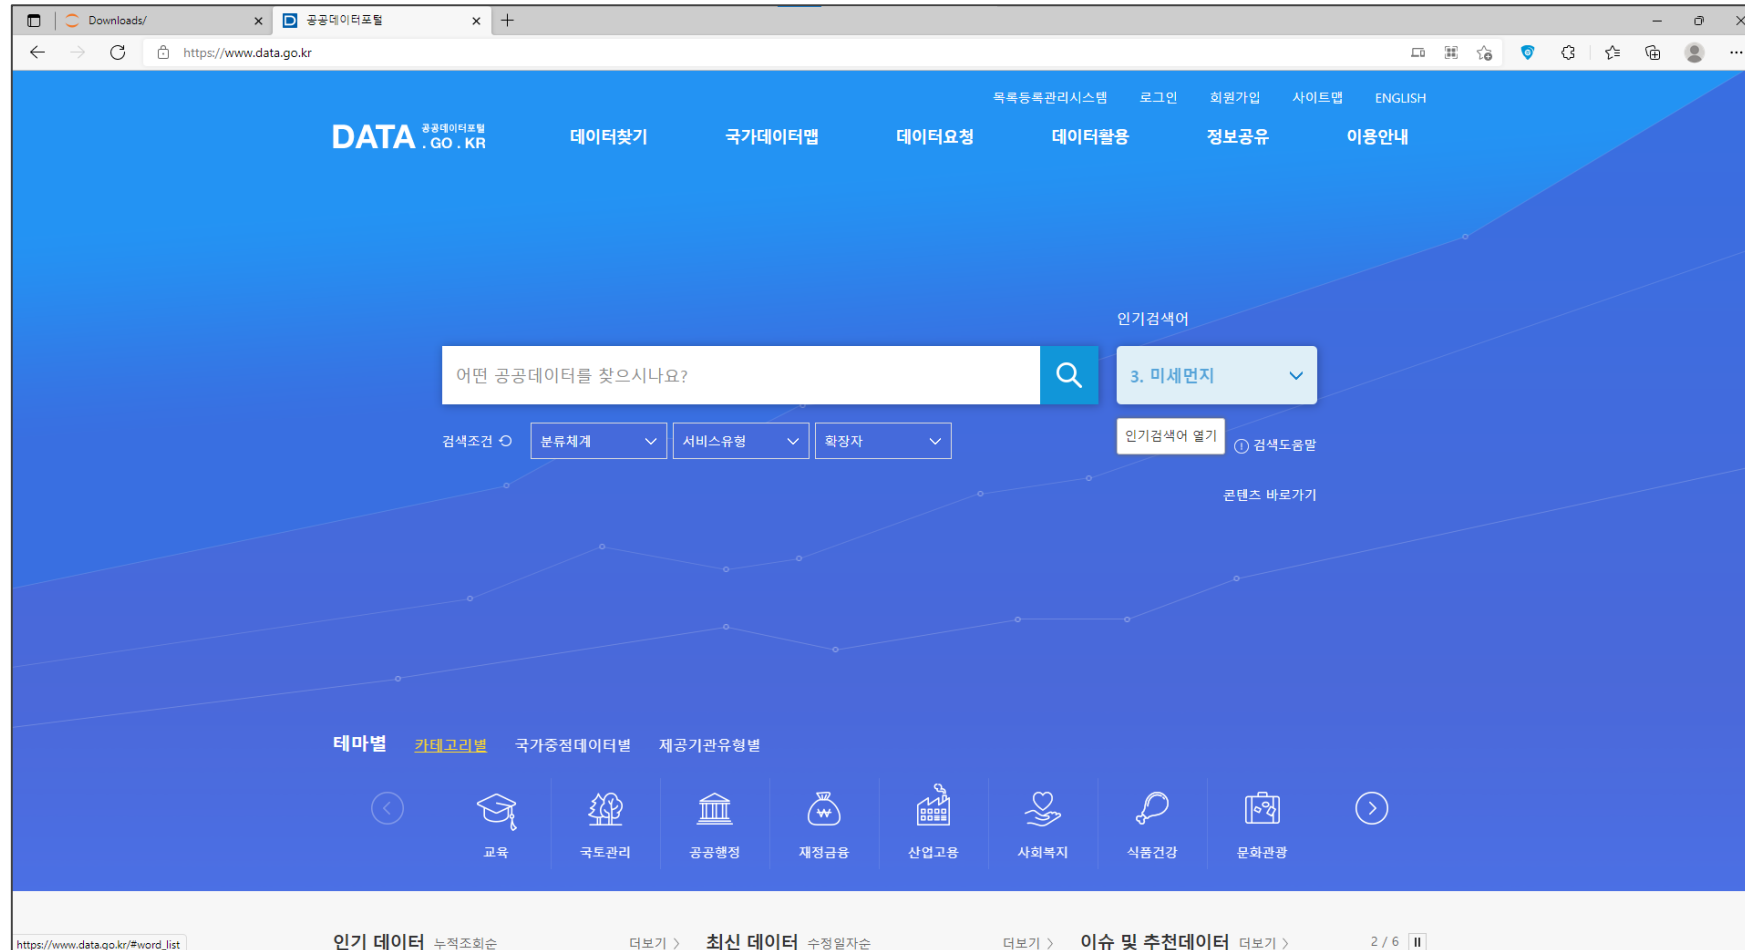 Downloads/
공공데이터포털
https://www.data.go.kr
목록등록관리시스템 로그인 회원가입 사이트맵 ENGLISH
DATA 공공데이터포털
. GO . KR
데이터찾기 국가데이터맵 데이터요청 데이터활용 정보공유 이용안내
인기검색어
어떤 공공데이터를 찾으시나요?
3. 미세먼지
검색조건 분류체계 서비스유형 확장자
인기검색어 열기
검색도움말
콘텐츠 바로가기
테마별 카테고리별 국가중점데이터별 제공기관유형별
교육 국토관리 공공행정 재정금융 산업고용 사회복지 식품건강 문화관광
인기 데이터 누적조회순 더보기 최신 데이터 수정일자순 더보기 이슈 및 추천데이터 더보기 2 / 6
https://www.data.go.kr/#word_list